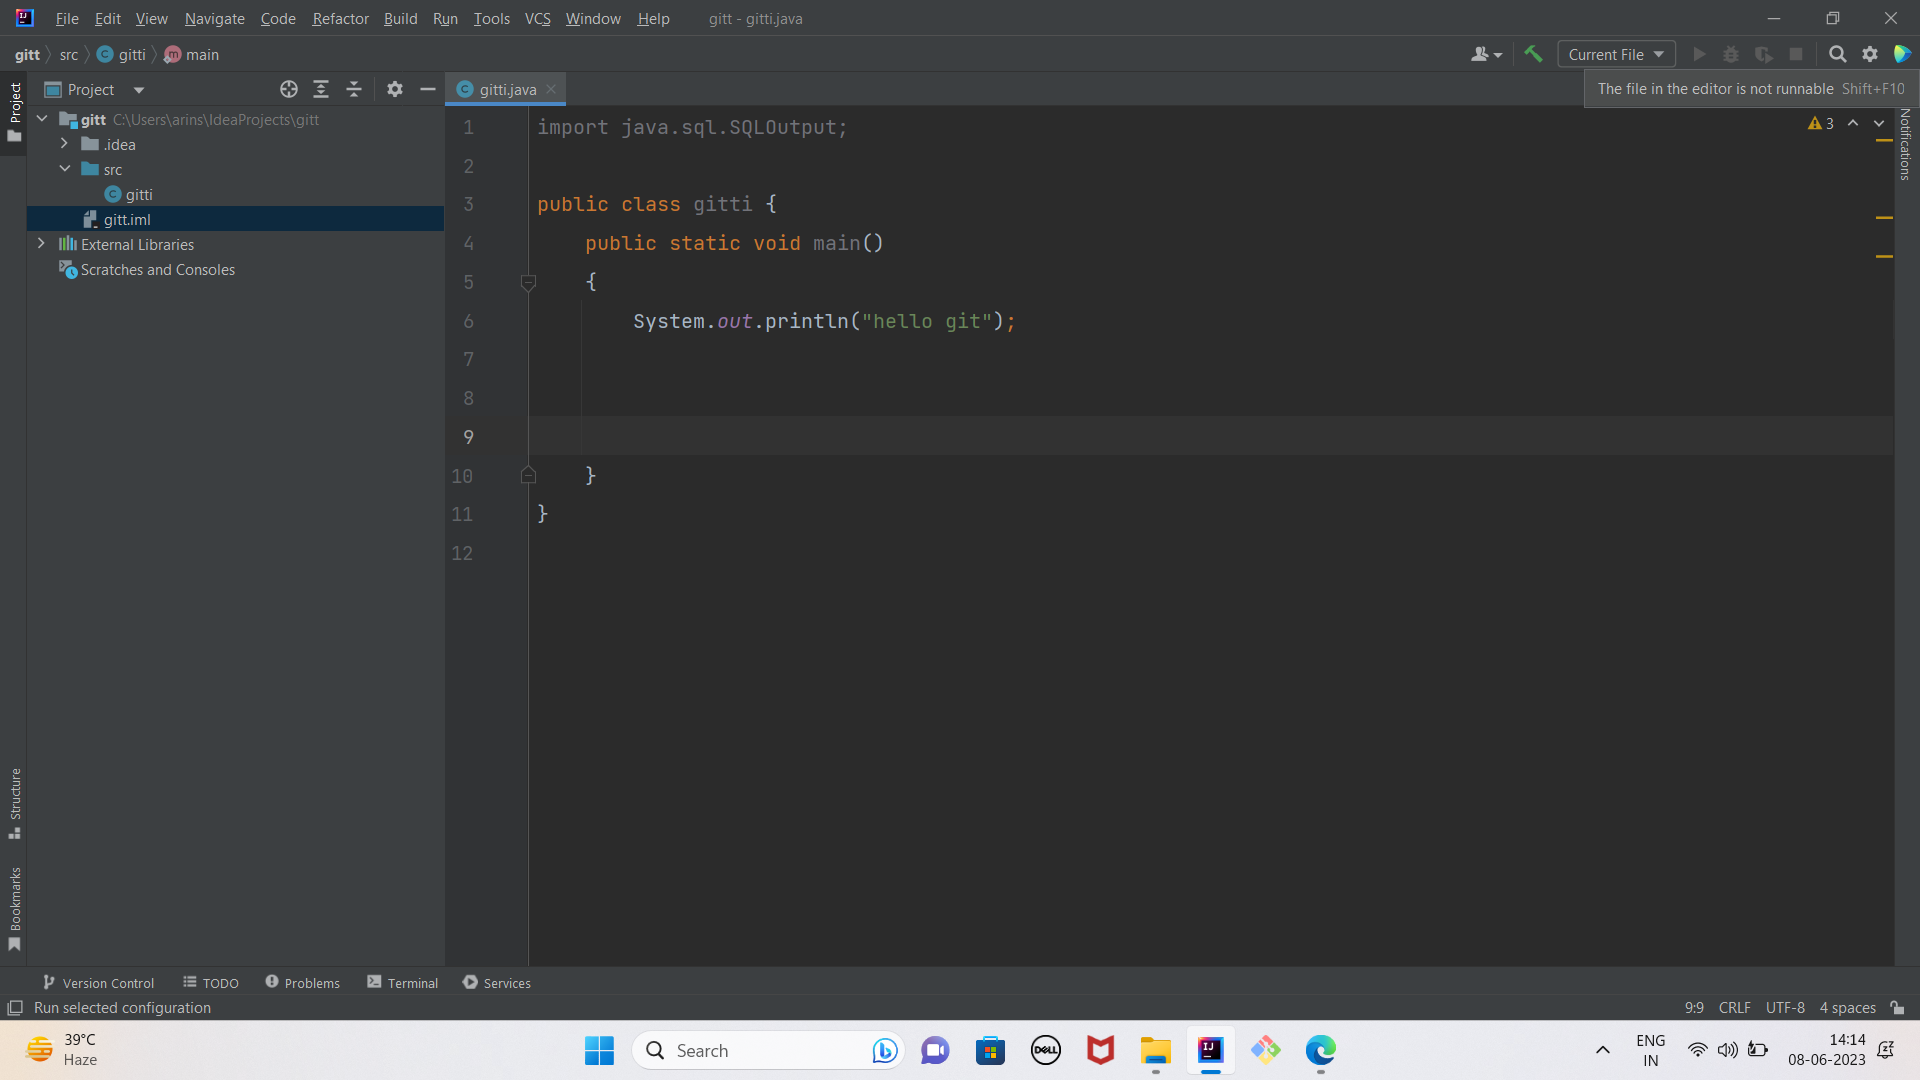 File Edit View Navigate Code Refactor Build Run Tools VCS Window Help gitt - gitti.java
gitt src gitti main Current File
Project gitti.java
The file in the editor is not runnable Shift+F10
Project
gitt C:\Users\arins\IdeaProjects\gitt
.idea
src
gitti
gitt.iml
External Libraries
Scratches and Consoles
1 import java.sql.SQLOutput;
2
3 public class gitti {
4 public static void main()
5 {
6 System.out.println("hello git");
7
8
9
10 }
11 }
12
3
Notifications
Structure
Bookmarks
Version Control TODO Problems Terminal Services
Run selected configuration 9:9 CRLF UTF-8 4 spaces
39°C
Haze
Search
DELL
IJ
ENG
IN
14:14
08-06-2023